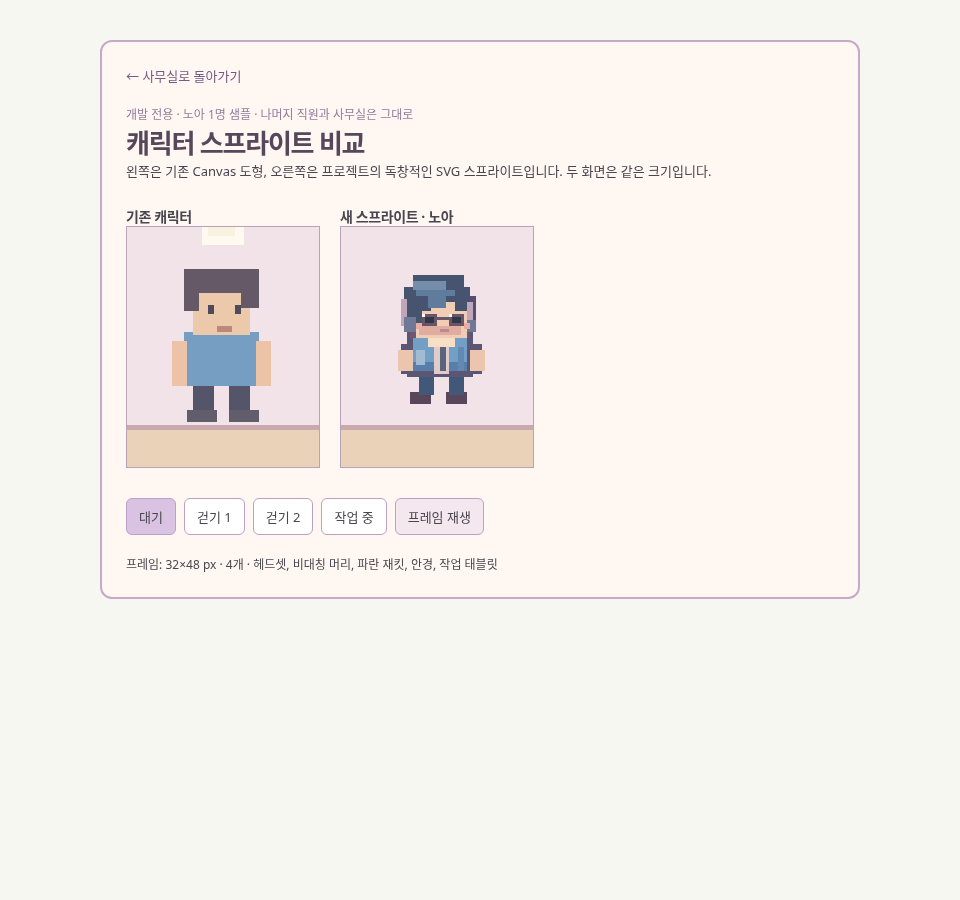 ← 사무실로 돌아가기
개발 전용 · 노아 1명 샘플 · 나머지 직원과 사무실은 그대로
캐릭터 스프라이트 비교
왼쪽은 기존 Canvas 도형, 오른쪽은 프로젝트의 독창적인 SVG 스프라이트입니다. 두 화면은 같은 크기입니다.
기존 캐릭터
새 스프라이트 · 노아
대기
걷기 1
걷기 2
작업 중
프레임 재생
프레임: 32×48 px · 4개 · 헤드셋, 비대칭 머리, 파란 재킷, 안경, 작업 태블릿